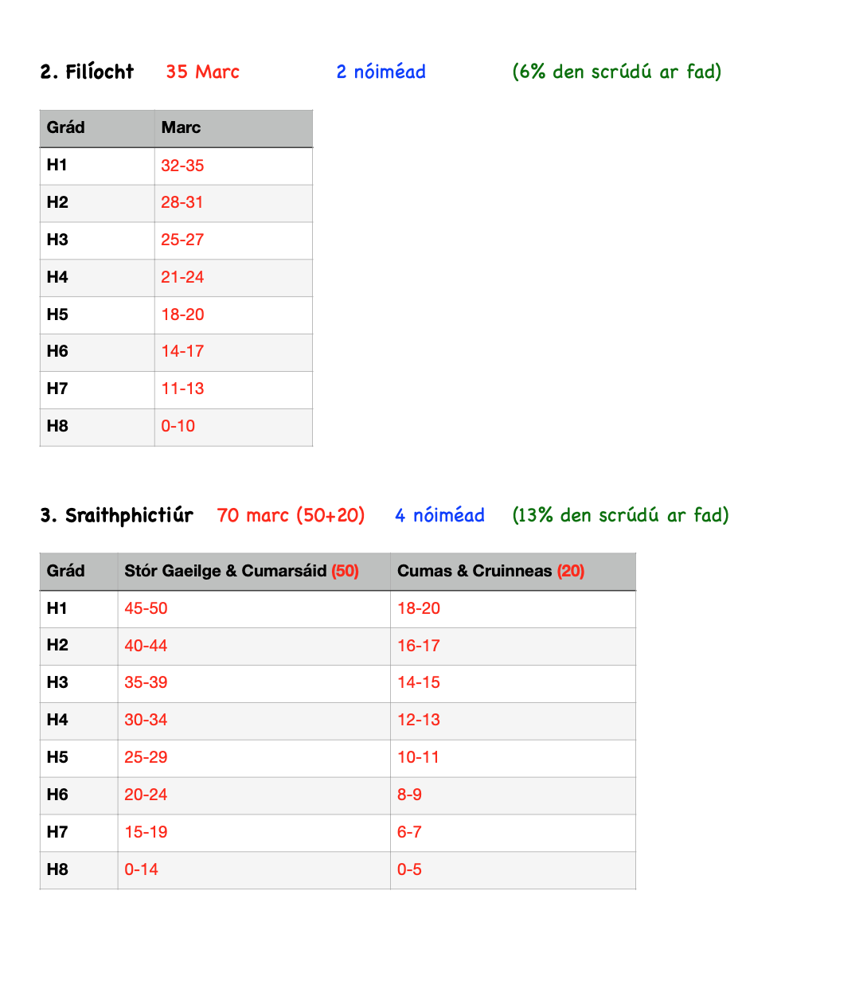 2. Filíocht 35 Marc 2 nóiméad (6% den scrúdú ar fad)
Grád Marc
H1 32-35
H2 28-31
H3 25-27
H4 21-24
H5 18-20
H6 14-17
H7 11-13
H8 0-10
3. Sraithphictiúr 70 marc (50+20) 4 nóiméad (13% den scrúdú ar fad)
Grád Stór Gaeilge & Cumarsáid (50) Cumas & Cruinneas (20)
H1 45-50 18-20
H2 40-44 16-17
H3 35-39 14-15
H4 30-34 12-13
H5 25-29 10-11
H6 20-24 8-9
H7 15-19 6-7
H8 0-14 0-5